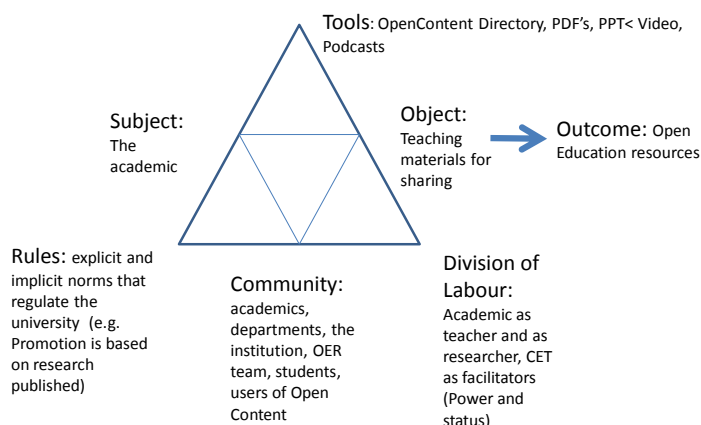 Tools: OpenContent Directory, PDF's, PPT< Video,
Podcasts
Subject:
The
academic
Object:
Teaching
materials for
sharing
Outcome: Open
Education resources
Rules: explicit and
implicit norms that
regulate the
university (e.g.
Promotion is based
on research
published)
Community:
academics,
departments, the
institution, OER
team, students,
users of Open
Content
Division of
Labour:
Academic as
teacher and as
researcher, CET
as facilitators
(Power and
status)